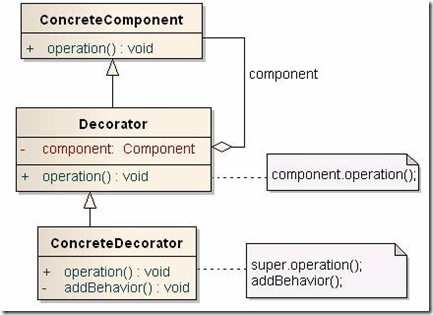 ConcreteComponent
+ operation() : void
component
Decorator
- component: Component
+ operation() : void
component.operation();
ConcreteDecorator
+ operation() : void
- addBehavior() : void
super.operation();
addBehavior();